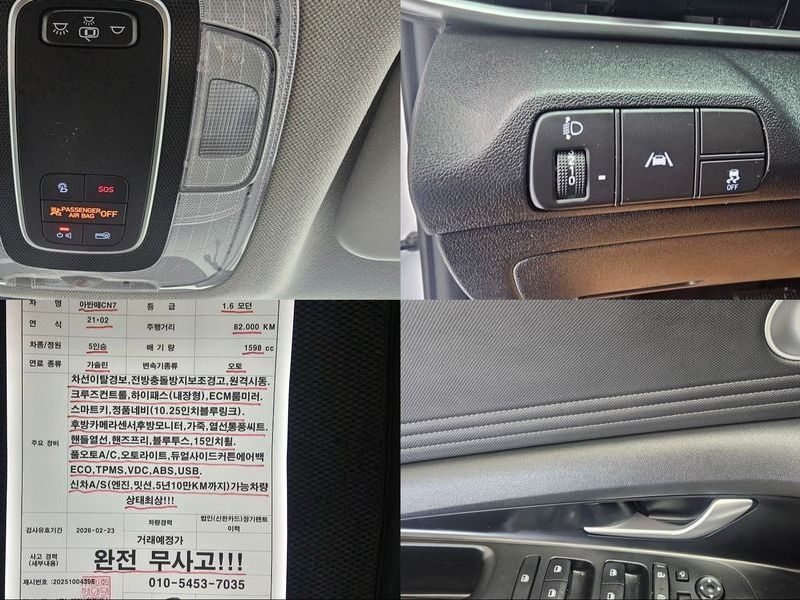 SOS
PASSENGER
AIR BAG OFF
2
1
0
OFF
차 명 아반떼CN7 등 급 1.6 모던
연 식 21-02 주행거리 82.000 KM
차종/정원 5인승 배 기 량 1598 cc
연료 종류 가솔린 변속기종류 오토
주요 장비
차선이탈경보,전방충돌방지보조경고,원격시동.
크루즈컨트롤,하이패스(내장형),ECM룸미러.
스마트키,정품네비(10.25인치블루링크).
후방카메라센서후방모니터,가죽,열선통풍씨트.
핸들열선,핸즈프리,블루투스,15인치휠.
풀오토A/C,오토라이트,듀얼사이드커튼에어백
ECO,TPMS,VDC,ABS,USB.
신차A/S(엔진,밋션,5년10만KM까지)가능차량
상태최상!!!
검사유효기간 2026-02-23 차량경력 법인(신한카드)장기렌트
이력
거래예정가
사고 경력
(세부내용)
완전 무사고!!!
제시번호 :20251004395
010-5453-7035